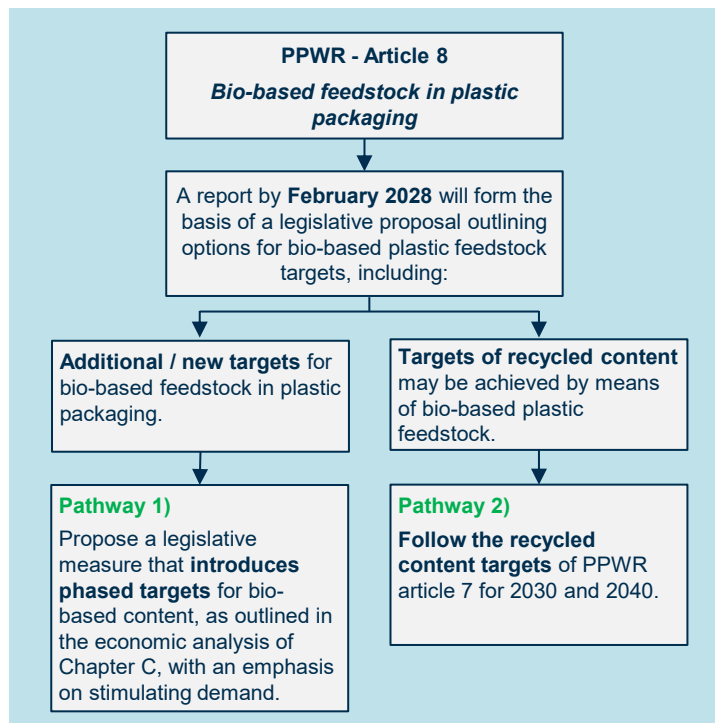 PPWR - Article 8
Bio-based feedstock in plastic
packaging
A report by February 2028 will form the
basis of a legislative proposal outlining
options for bio-based plastic feedstock
targets, including:
Additional / new targets for
bio-based feedstock in plastic
packaging.
Targets of recycled content
may be achieved by means
of bio-based plastic
feedstock.
Pathway 1)
Propose a legislative
measure that introduces
phased targets for bio-
based content, as outlined
in the economic analysis of
Chapter C, with an emphasis
on stimulating demand.
Pathway 2)
Follow the recycled
content targets of PPWR
article 7 for 2030 and 2040.